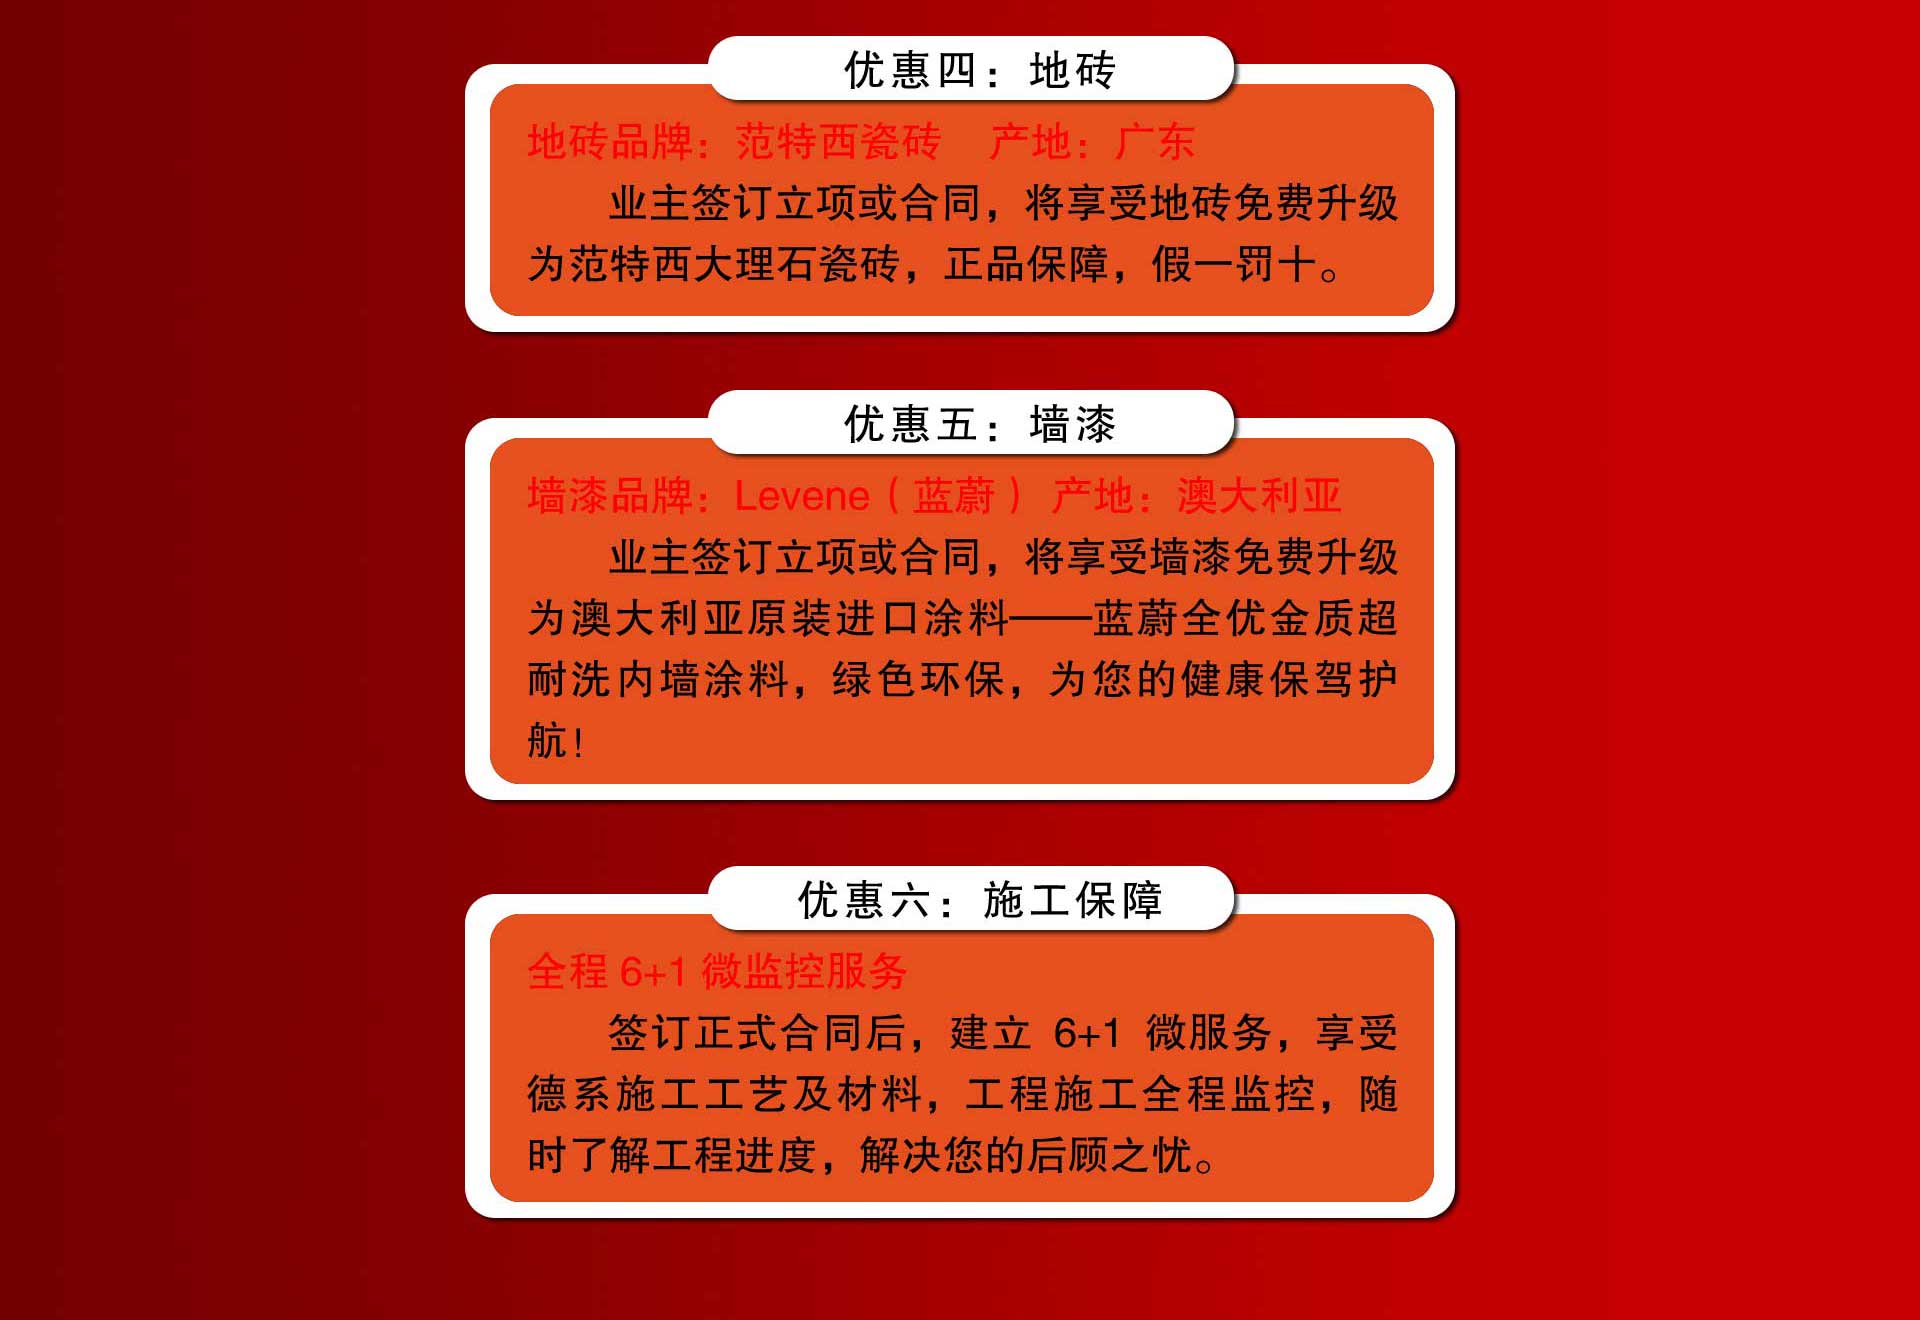 优惠四：地砖
地砖品牌：范特西瓷砖　产地：广东
业主签订立项或合同，将享受地砖免费升级
为范特西大理石瓷砖，正品保障，假一罚十。
优惠五：墙漆
墙漆品牌：Levene（蓝蔚） 产地：澳大利亚
业主签订立项或合同，将享受墙漆免费升级
为澳大利亚原装进口涂料——蓝蔚全优金质超
耐洗内墙涂料，绿色环保，为您的健康保驾护
航！
优惠六：施工保障
全程 6+1 微监控服务
签订正式合同后，建立 6+1 微服务，享受
德系施工工艺及材料，工程施工全程监控，随
时了解工程进度，解决您的后顾之忧。